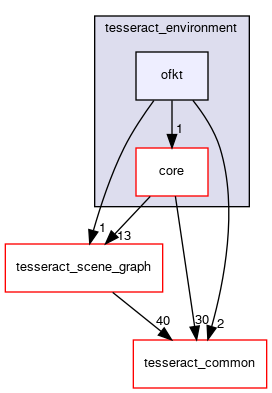 tesseract_environment
ofkt
1
core
1
13
tesseract_scene_graph
40
30
2
tesseract_common